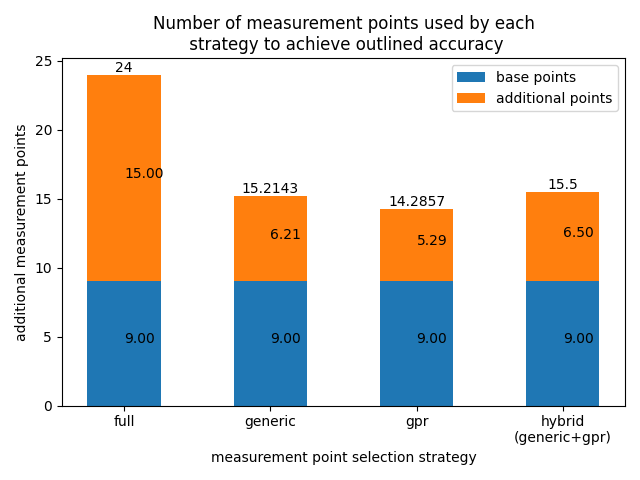 Number of measurement points used by each
strategy to achieve outlined accuracy
base points
additional points
additional measurement points
25
20
15
10
5
0
24
15.2143
14.2857
15.5
15.00
6.21
5.29
6.50
9.00
9.00
9.00
9.00
full
generic
gpr
hybrid
(generic+gpr)
measurement point selection strategy